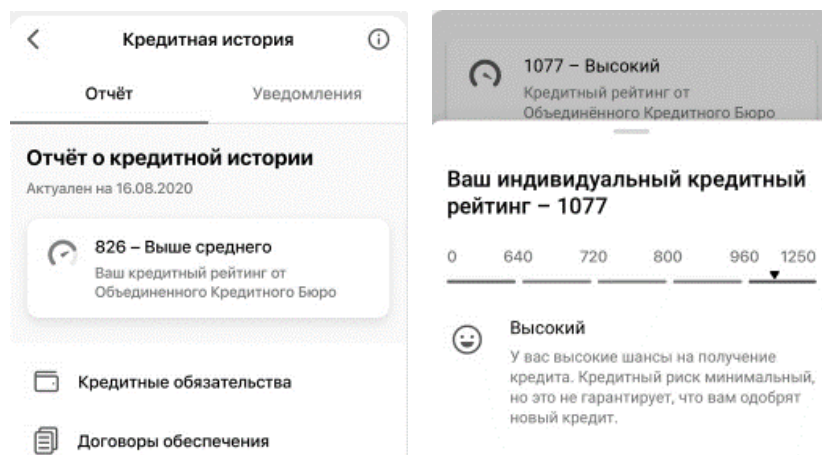 Кредитная история
Отчёт
Уведомления
Отчёт о кредитной истории
Актуален на 16.08.2020
826 – Выше среднего
Ваш кредитный рейтинг от
Объединенного Кредитного Бюро
Кредитные обязательства
Договоры обеспечения
1077 – Высокий
Кредитный рейтинг от
Объединённого Кредитного Бюро
Ваш индивидуальный кредитный
рейтинг – 1077
0 640 720 800 960 1250
Высокий
У вас высокие шансы на получение
кредита. Кредитный риск минимальный,
но это не гарантирует, что вам одобрят
новый кредит.